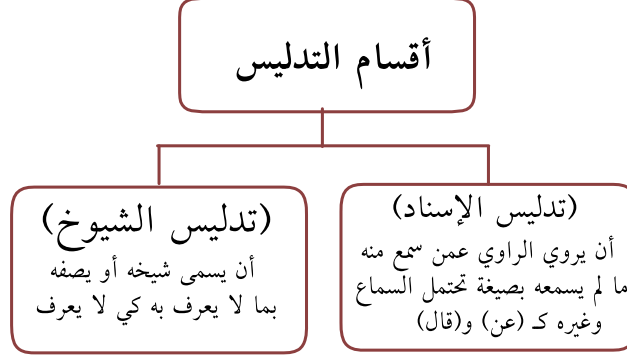 أقسام التدليس
(تدليس الإسناد)
أن يروي الراوي عمن سمع منه
ما لم يسمعه بصيغة تحتمل السماع
وغيره كـ (عن) و(قال)
(تدليس الشيوخ)
أن يسمى شيخه أو يصفه
بما لا يعرف به كي لا يعرف